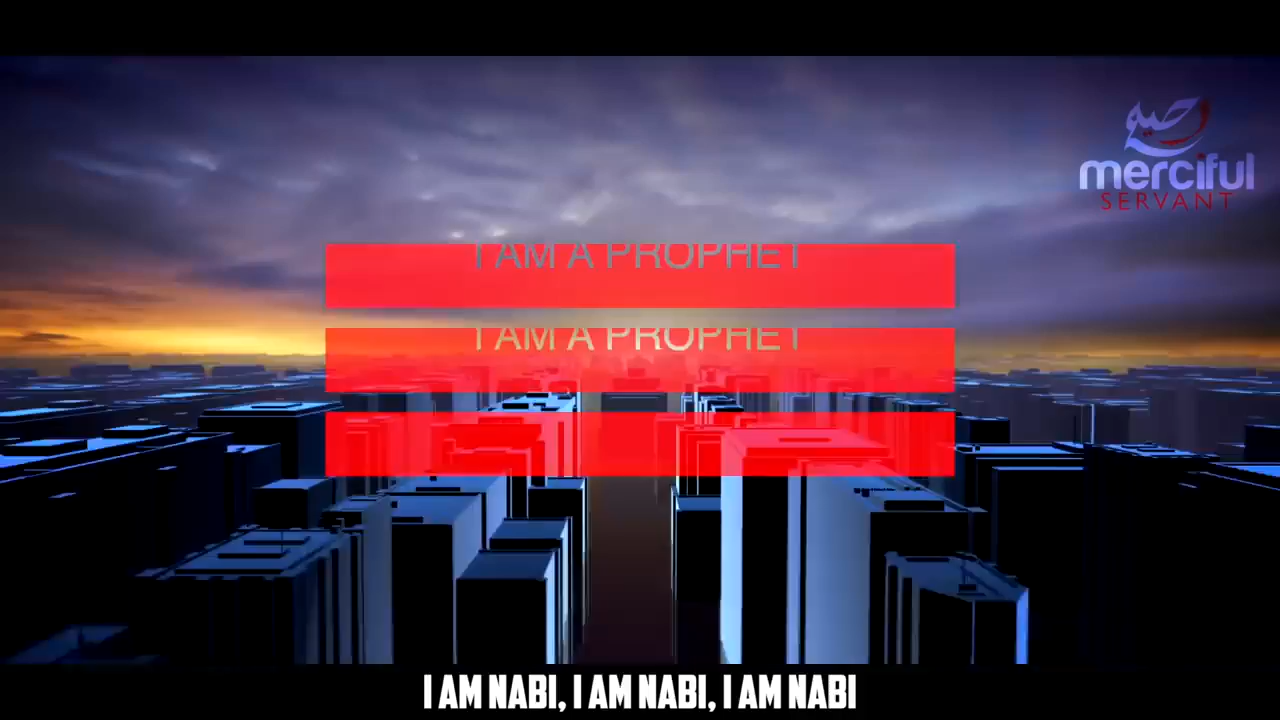 merciful
SERVANT
I AM A PROPHET
I AM A PROPHET
I AM NABI, I AM NABI, I AM NABI